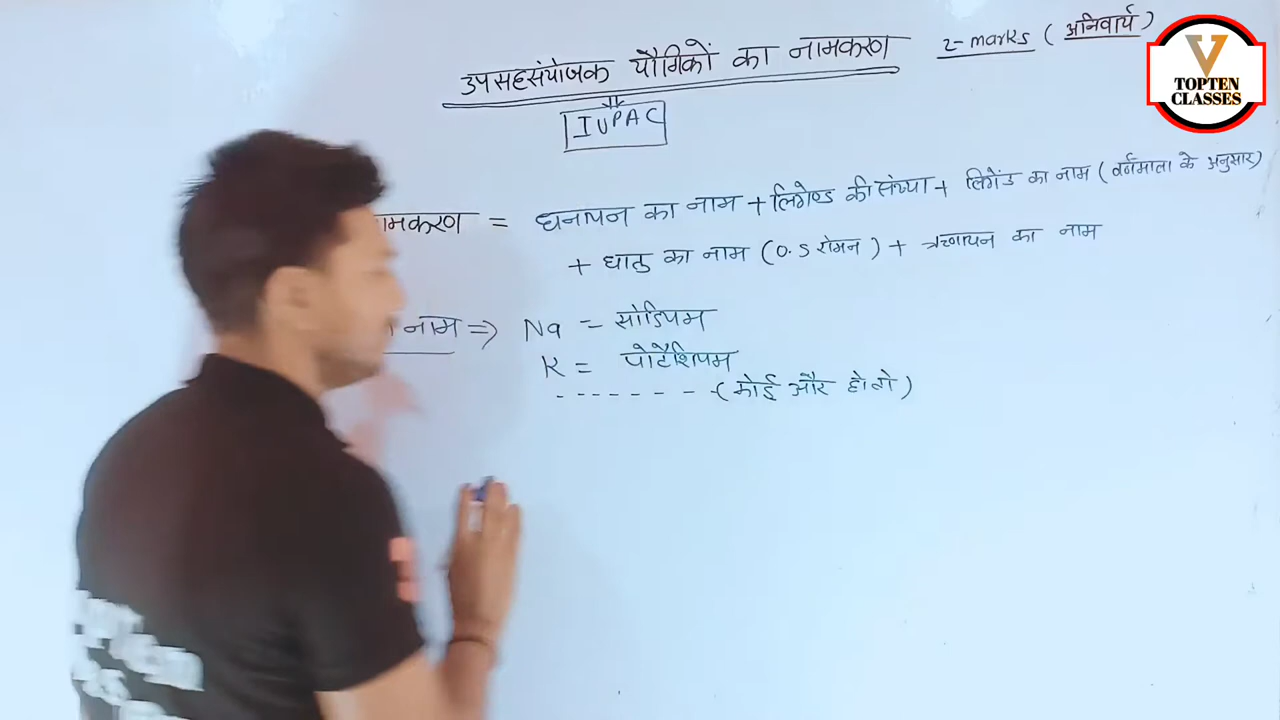 उपसहसंयोजक यौगिकों का नामकरण 2-marks (अनिवार्य)
IUPAC
V
TOPTEN
CLASSES
ामकरण = धनायन का नाम + लिगेण्ड की संख्या + लिगेंड का नाम (वर्णमाला के अनुसार)
+ धातु का नाम (O.S रोमन) + ऋणायन का नाम
नाम => Na = सोडियम
K = पोटैशियम
- - - - - - - (कोई और होतो)